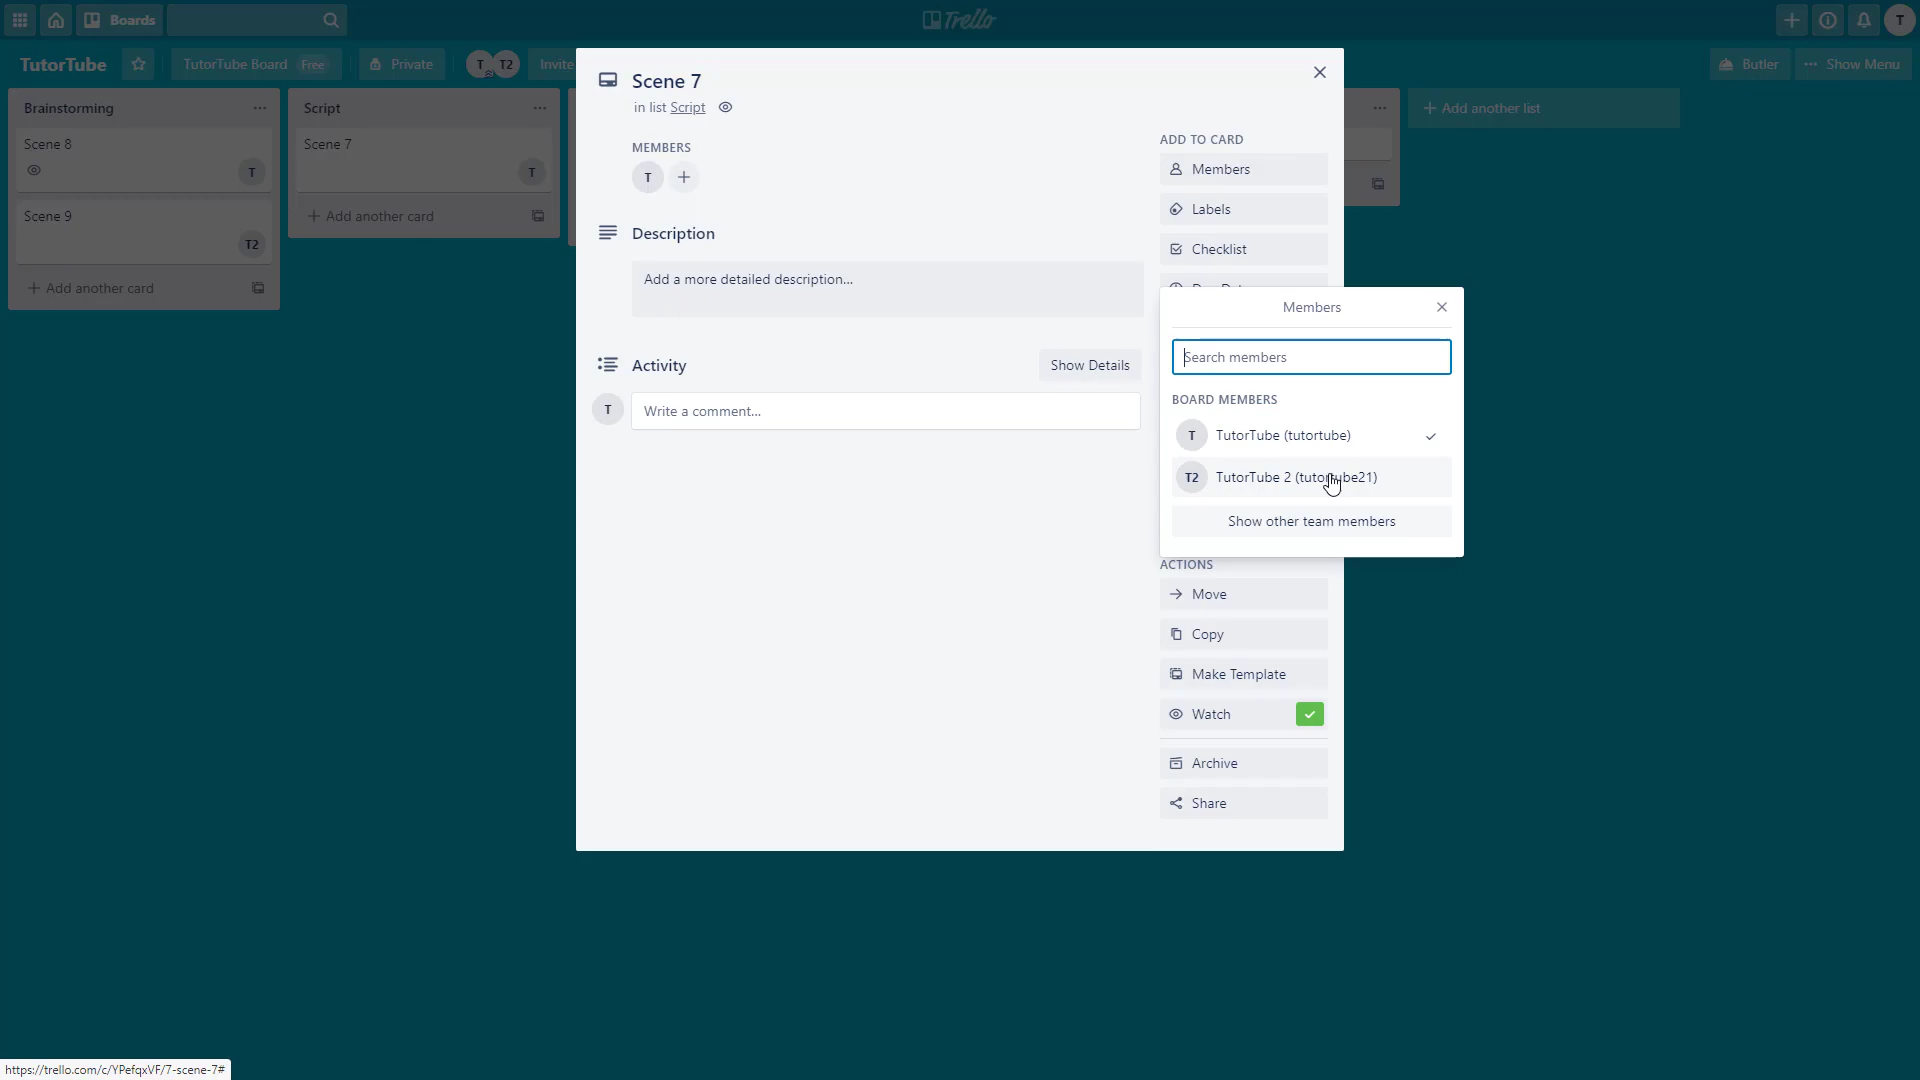 Boards
Trello
T
TutorTube
TutorTube Board Free
Private
T T2
Invite
Butler
Show Menu
Brainstorming
Scene 8
T
Scene 9
T2
Add another card
Script
Scene 7
T
Add another card
Add another list
Scene 7
in list Script
MEMBERS
T
Description
Add a more detailed description...
Activity
Show Details
T
Write a comment...
ADD TO CARD
Members
Labels
Checklist
Members
Search members
BOARD MEMBERS
T TutorTube (tutortube)
T2 TutorTube 2 (tutortube21)
Show other team members
ACTIONS
Move
Copy
Make Template
Watch
Archive
Share
https://trello.com/c/YPefqxVF/7-scene-7#